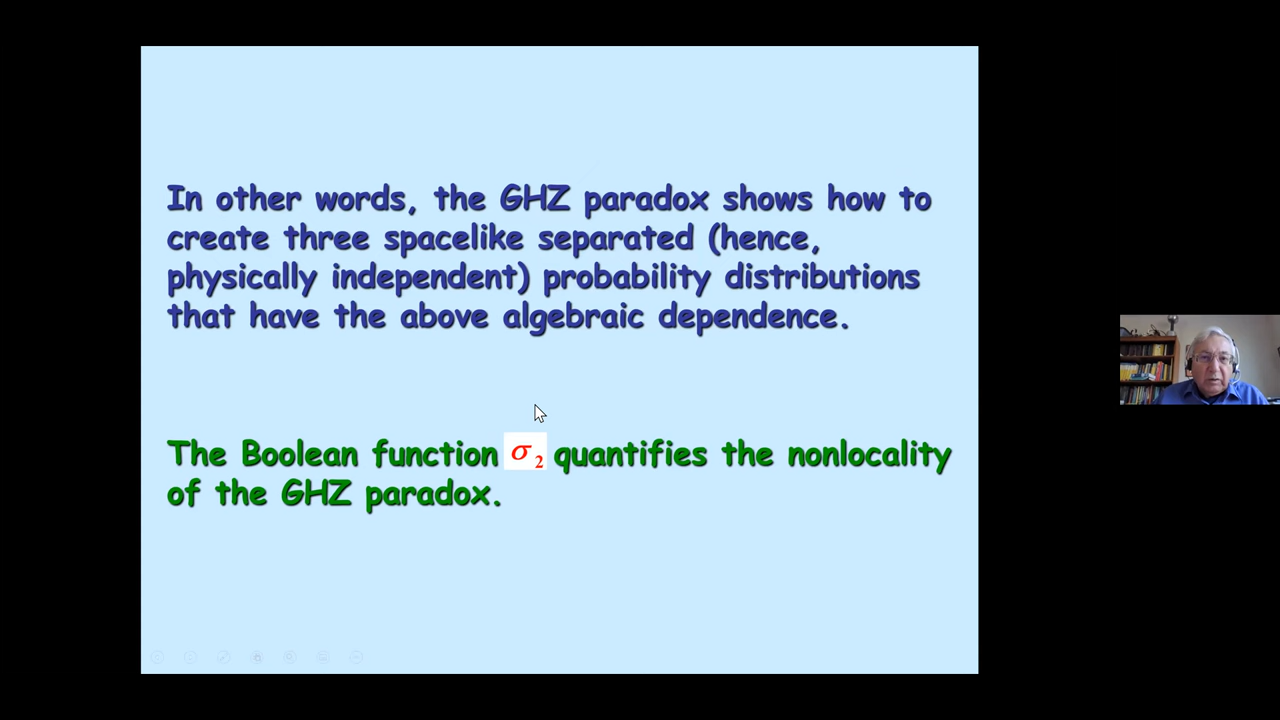 In other words, the GHZ paradox shows how to
create three spacelike separated (hence,
physically independent) probability distributions
that have the above algebraic dependence.
The Boolean function σ₂ quantifies the nonlocality
of the GHZ paradox.